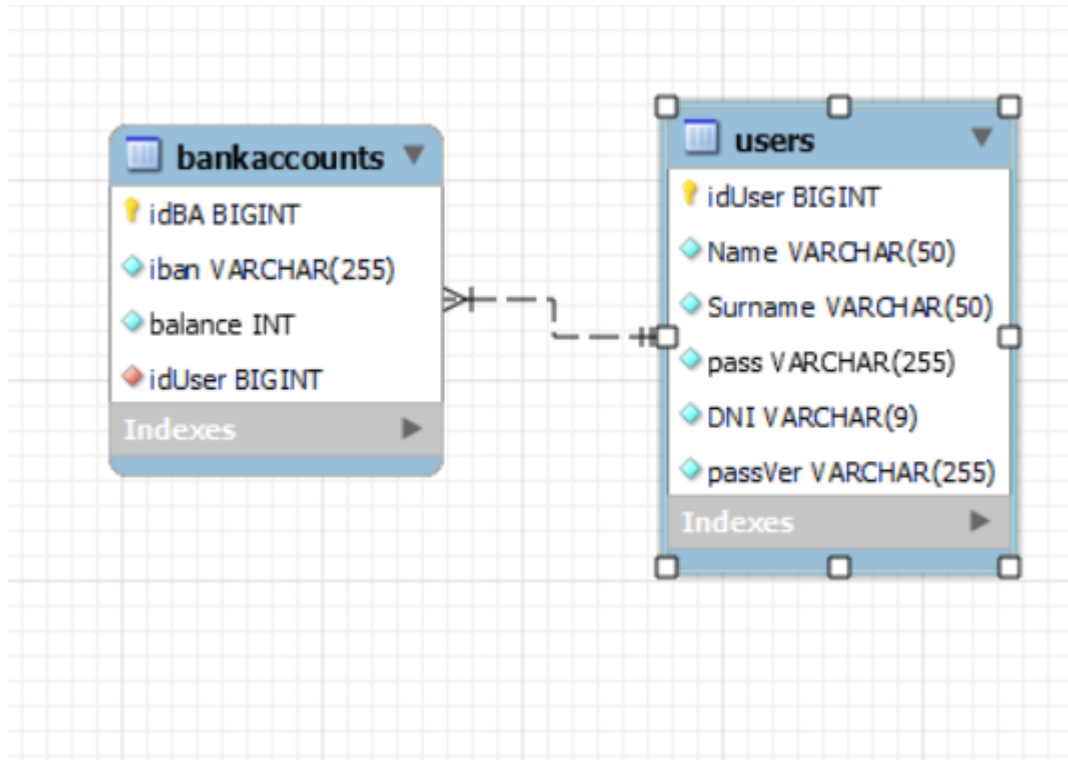 bankaccounts
idBA BIGINT
iban VARCHAR(255)
balance INT
idUser BIGINT
Indexes
users
idUser BIGINT
Name VARCHAR(50)
Surname VARCHAR(50)
pass VARCHAR(255)
DNI VARCHAR(9)
passVer VARCHAR(255)
Indexes